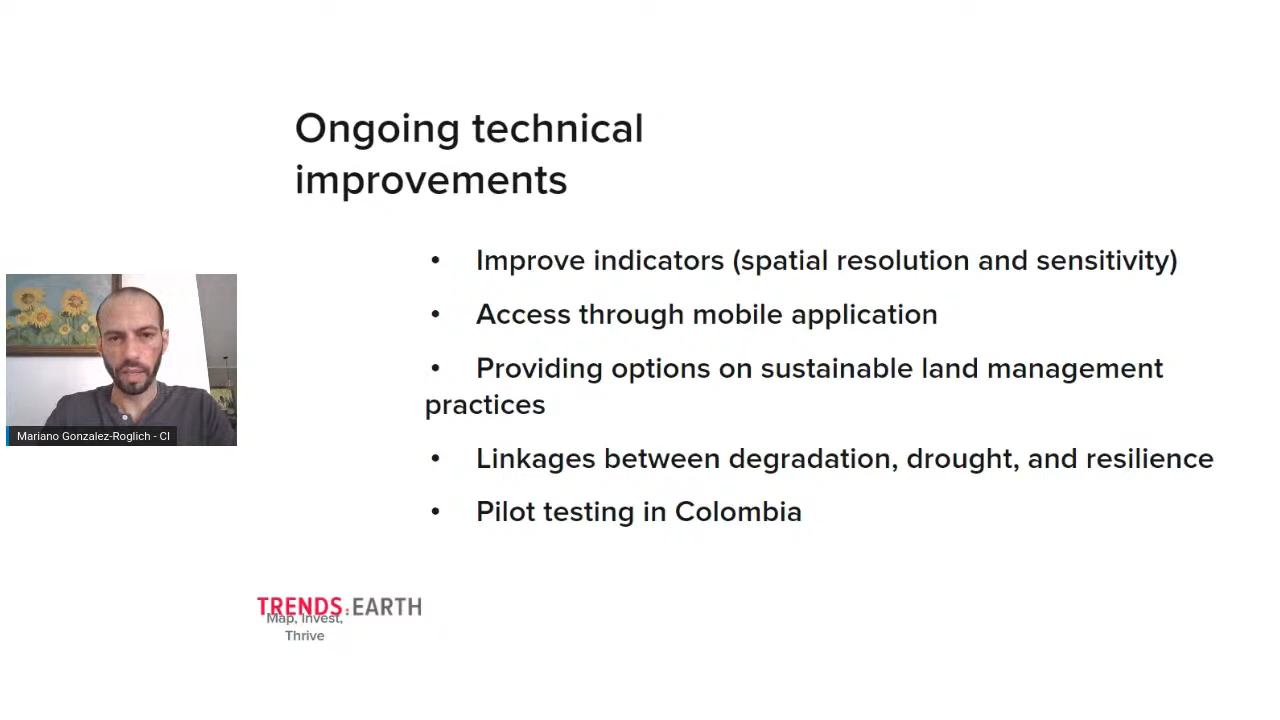 Ongoing technical
improvements
• Improve indicators (spatial resolution and sensitivity)
• Access through mobile application
• Providing options on sustainable land management
practices
• Linkages between degradation, drought, and resilience
• Pilot testing in Colombia
Mariano Gonzalez-Roglich - CI
TRENDS.EARTH
Map, Invest,
Thrive